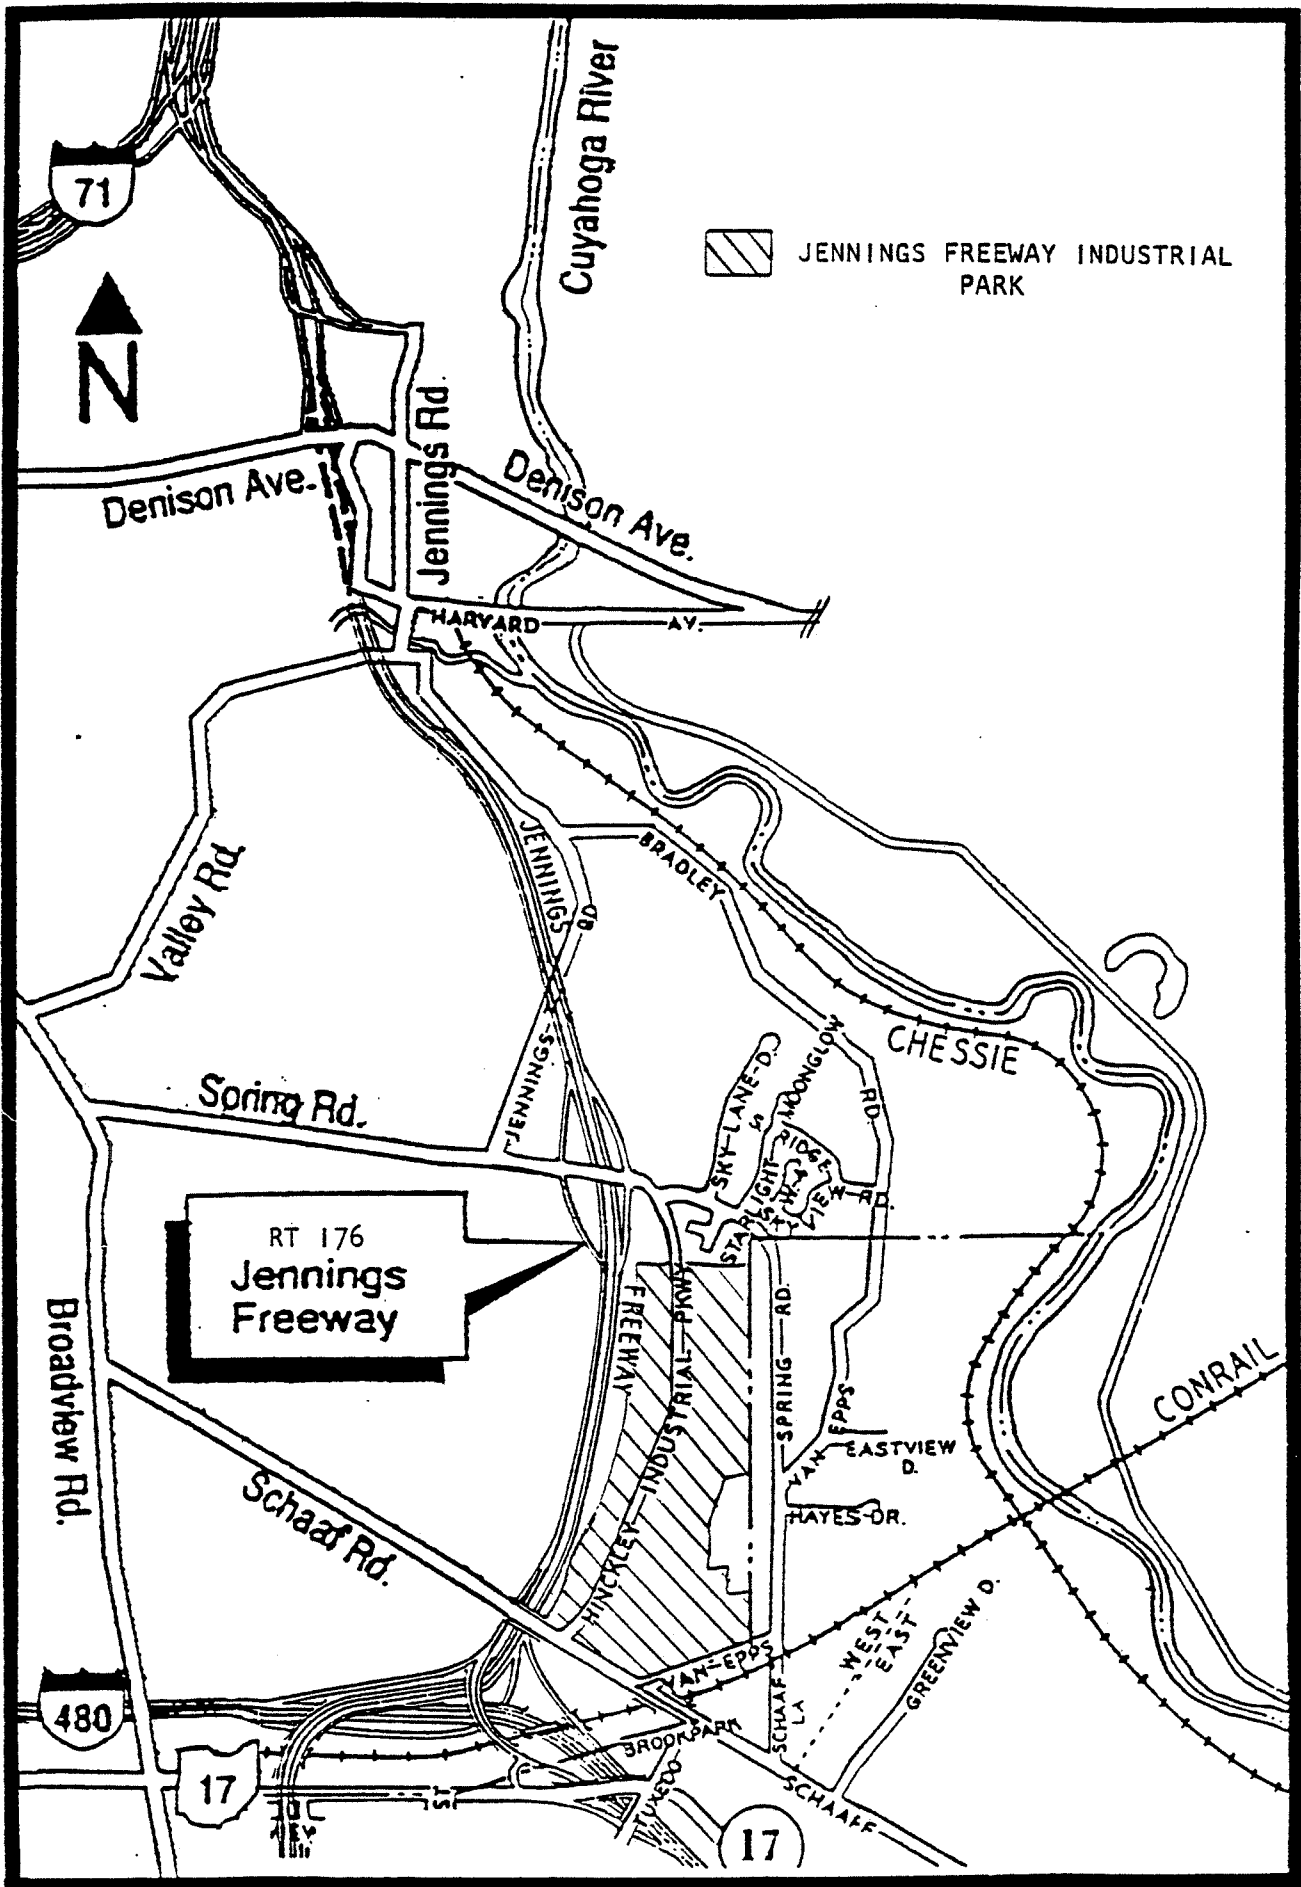 Cuyahoga River
71
JENNINGS FREEWAY INDUSTRIAL
PARK
N
Jennings Rd.
Denison Ave.
Denison Ave.
HARVARD AV.
JENNINGS
RD
BRADLEY
Valley Rd.
CHESSIE
MOONGLOW
SKY-LANE-D.
JENNINGS
RD.
Spring Rd.
RIDGE
VIEW-RD.
STARLIGHT
RT 176
Jennings
Freeway
FREEWAY
HINCKLEY INDUSTRIAL PKWY
SPRING RD.
VAN EPPS
CONRAIL
EASTVIEW
D.
HAYES-DR.
Broadview Rd.
Schaaf Rd.
WEST
EAST
GREENVIEW D.
VAN-EPPS
SCHAAF
LA
480
BROOKPARK
17
ST
TUXEDO
SCHAAFF
17